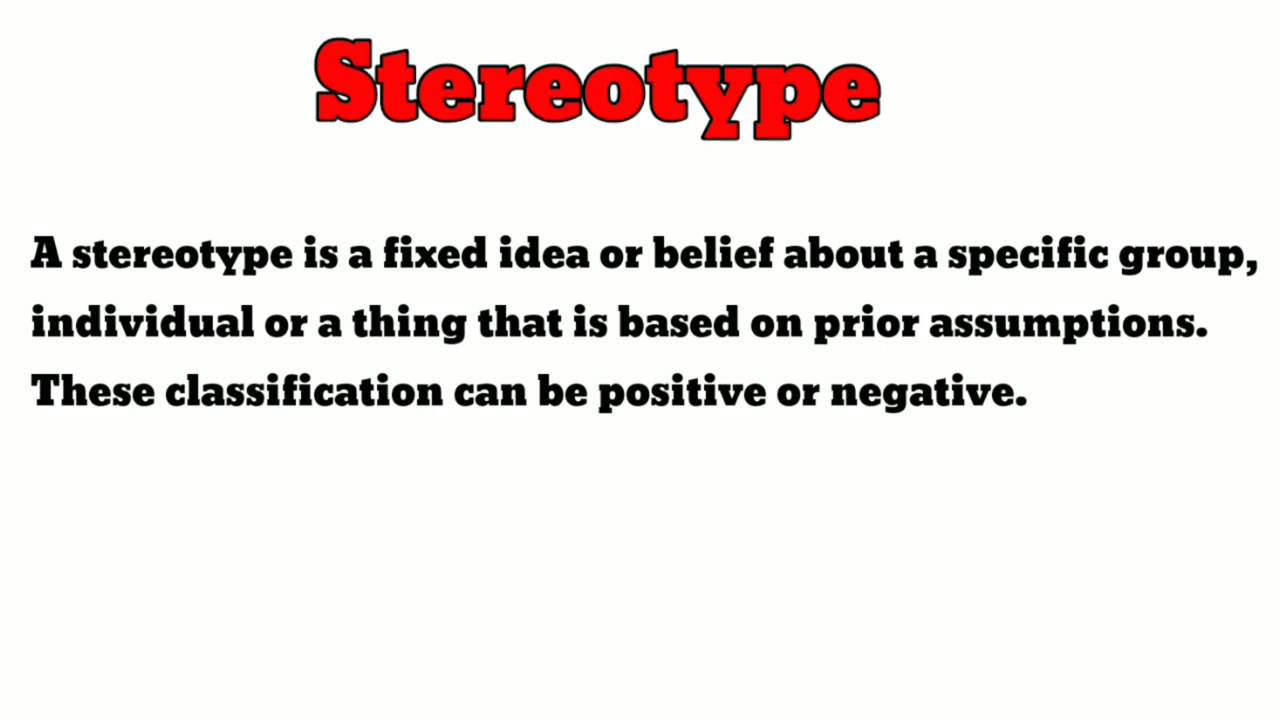 Stereotype
A stereotype is a fixed idea or belief about a specific group,
individual or a thing that is based on prior assumptions.
These classification can be positive or negative.